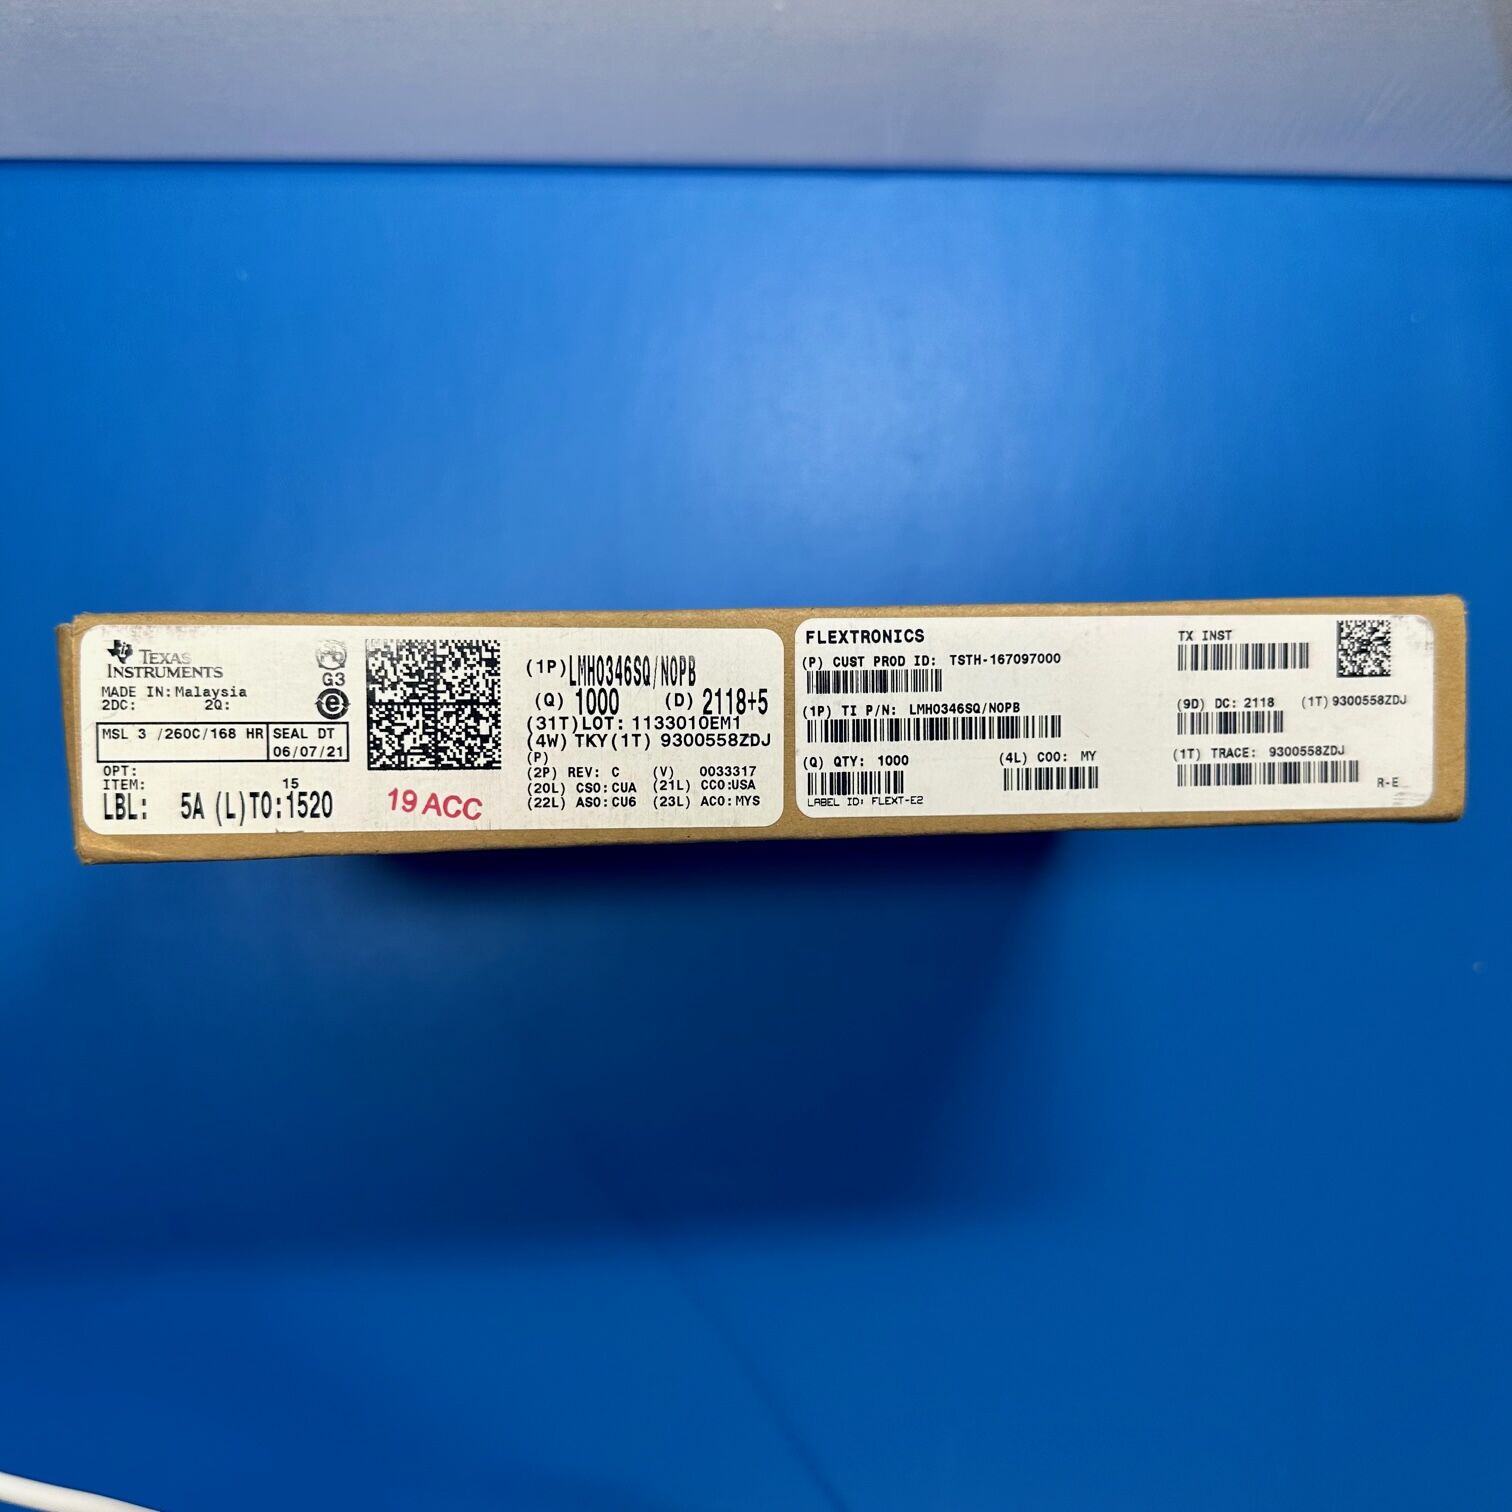 TEXAS
INSTRUMENTS
MADE IN: Malaysia
2DC: 2Q:
G3
e
MSL 3 /260C/168 HR
SEAL DT
06/07/21
OPT:
ITEM: 15
LBL: 5A (L)TO:1520
19 ACC
(1P) LMH0346SQ/NOPB
(Q) 1000 (D) 2118+5
(31T)LOT: 1133010EM1
(4W) TKY(1T) 9300558ZDJ
(P)
(2P) REV: C (V) 0033317
(20L) CSO:CUA (21L) CCO:USA
(22L) ASO:CU6 (23L) ACO:MYS
FLEXTRONICS
(P) CUST PROD ID: TSTH-167097000
(1P) TI P/N: LMH0346SQ/NOPB
(Q) QTY: 1000 (4L) COO: MY
LABEL ID: FLEXT-E2
TX INST
(9D) DC: 2118 (1T) 9300558ZDJ
(1T) TRACE: 9300558ZDJ
R-E